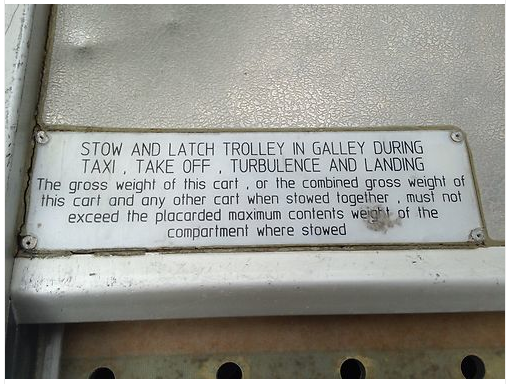 STOW AND LATCH TROLLEY IN GALLEY DURING
TAXI , TAKE OFF , TURBULENCE AND LANDING
The gross weight of this cart , or the combined gross weight of
this cart and any other cart when stowed together , must not
exceed the placarded maximum contents weight of the
compartment where stowed